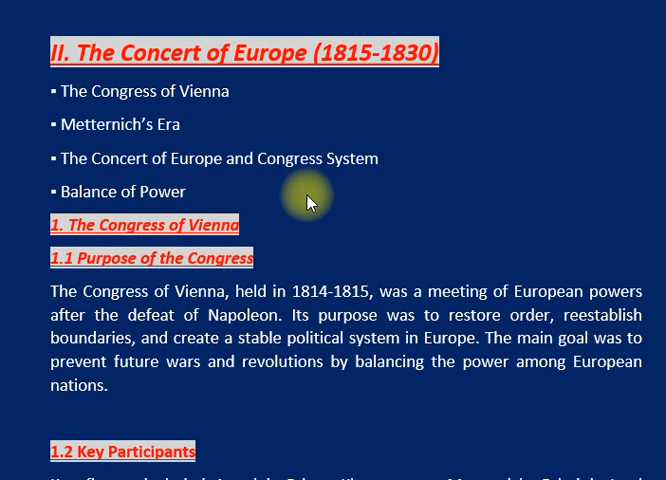 II. The Concert of Europe (1815-1830)
▪ The Congress of Vienna
▪ Metternich's Era
▪ The Concert of Europe and Congress System
▪ Balance of Power
1. The Congress of Vienna
1.1 Purpose of the Congress
The Congress of Vienna, held in 1814-1815, was a meeting of European powers
after the defeat of Napoleon. Its purpose was to restore order, reestablish
boundaries, and create a stable political system in Europe. The main goal was to
prevent future wars and revolutions by balancing the power among European
nations.
1.2 Key Participants